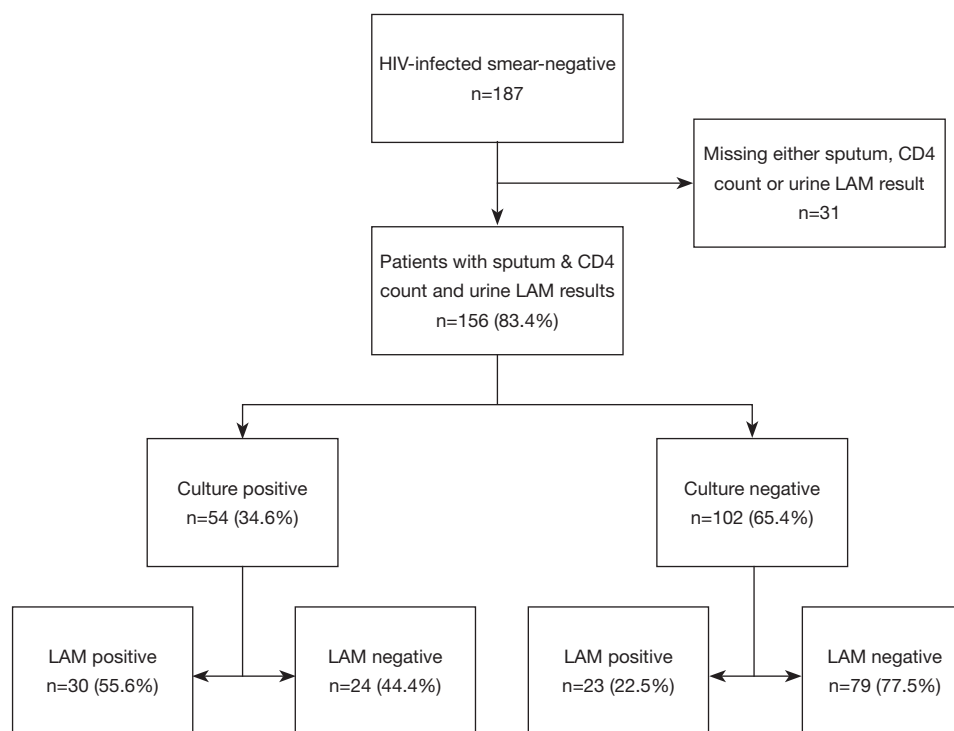 HIV-infected smear-negative
n=187
Missing either sputum, CD4
count or urine LAM result
n=31
Patients with sputum & CD4
count and urine LAM results
n=156 (83.4%)
Culture positive
n=54 (34.6%)
Culture negative
n=102 (65.4%)
LAM positive
n=30 (55.6%)
LAM negative
n=24 (44.4%)
LAM positive
n=23 (22.5%)
LAM negative
n=79 (77.5%)